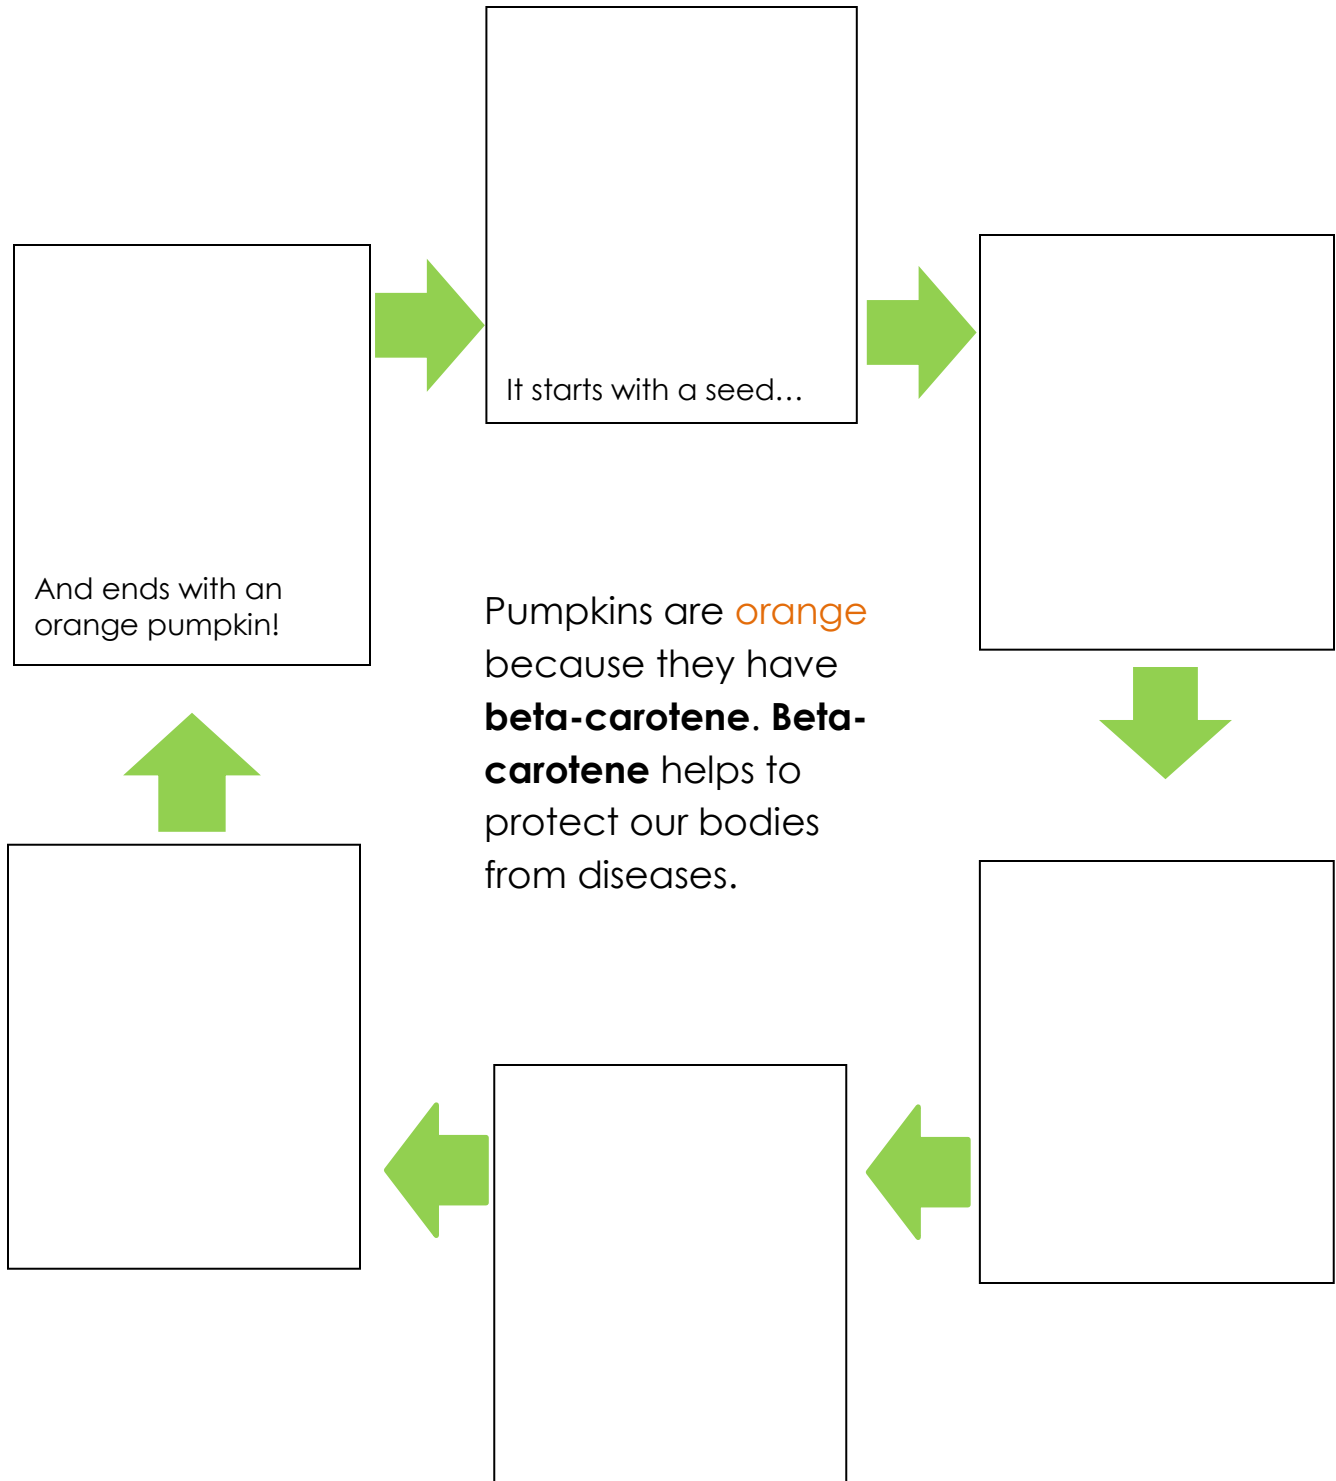 It starts with a seed…
And ends with an
orange pumpkin!
Pumpkins are orange
because they have
beta-carotene. Beta-
carotene helps to
protect our bodies
from diseases.